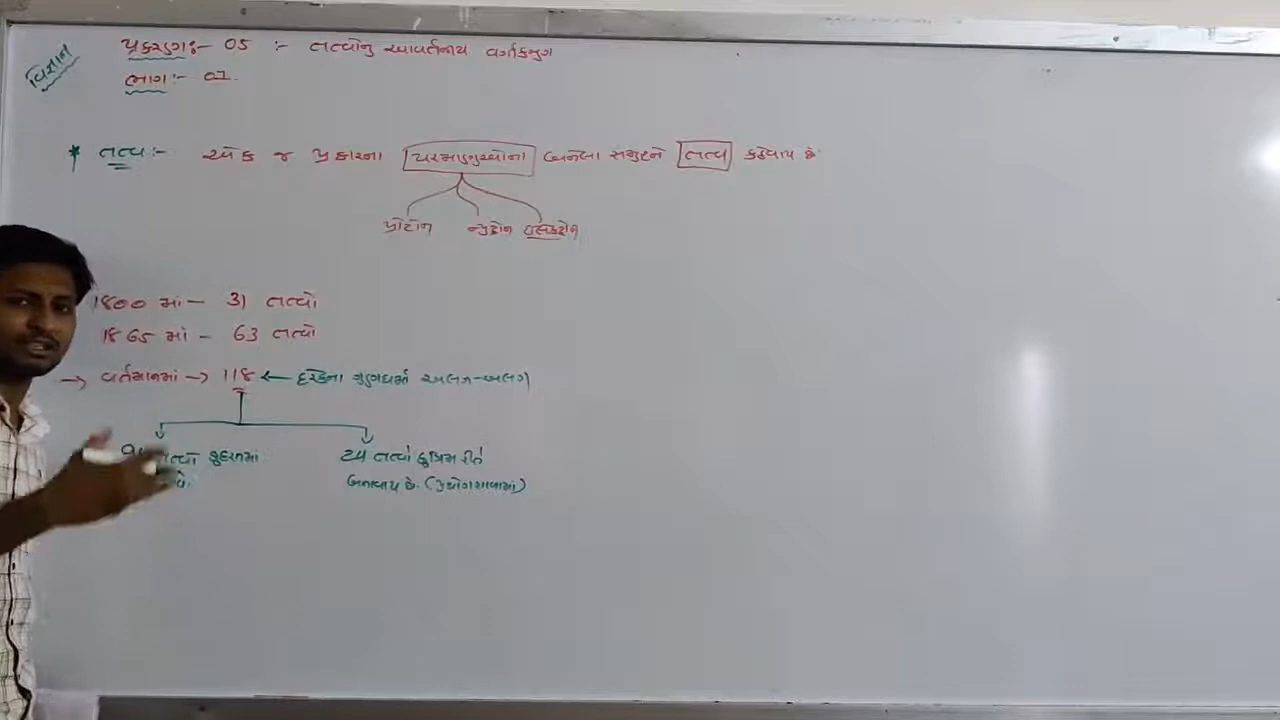 વિજ્ઞાન
પ્રકરણ:- 05 :- તત્વોનુ આવર્તનીય વર્ગીકરણ
ભાગ:- 01.
* તત્વ:- એક જ પ્રકારના પરમાણુઓના બનેલા સમુહને તત્વ કહેવાય છે
પ્રોટોન ન્યુટ્રોન ઇલેક્ટ્રોન
1800 માં - 31 તત્વો
1865 માં - 63 તત્વો
→ વર્તમાનમાં → 118 ← દરેકના ગુણધર્મો અલગ-અલગ
તત્વો કુદરતમાં
24 તત્વો કૃત્રિમ રીતે
બનાવાય છે. (પ્રયોગશાળામાં)